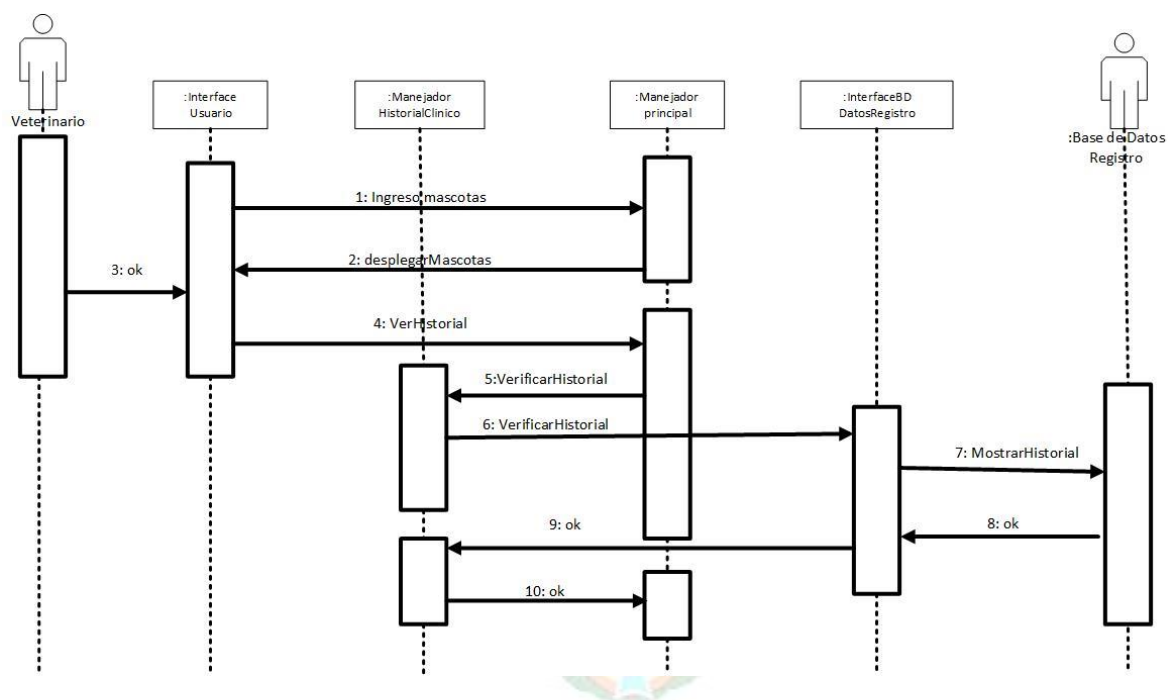 Veterinario
:Interface
Usuario
:Manejador
HistorialClinico
:Manejador
principal
:InterfaceBD
DatosRegistro
:Base de Datos
Registro
1: Ingreso mascotas
2: desplegarMascotas
3: ok
4: VerHistorial
5:VerificarHistorial
6: VerificarHistorial
7: MostrarHistorial
8: ok
9: ok
10: ok